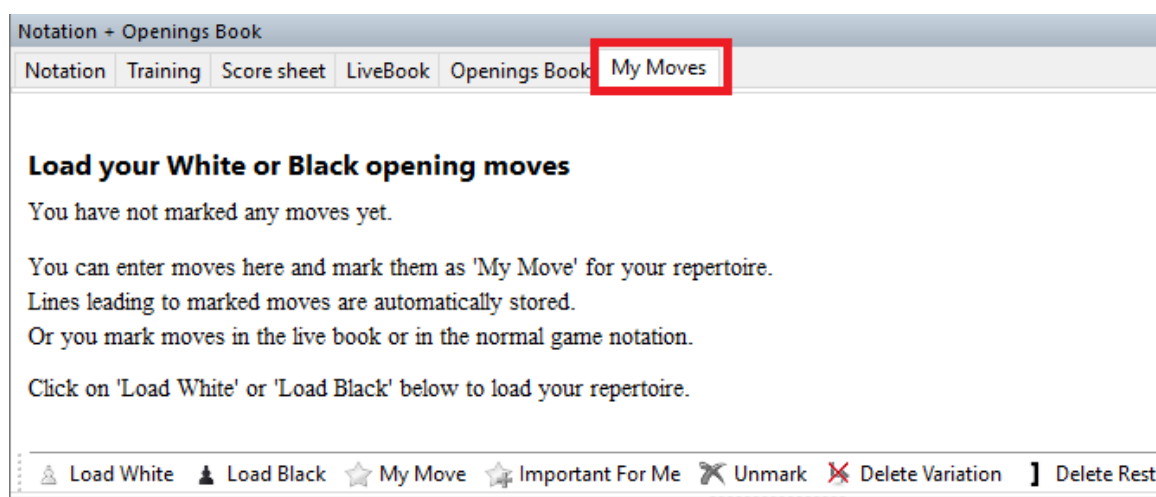 Notation + Openings Book
Notation Training Score sheet LiveBook Openings Book My Moves
Load your White or Black opening moves
You have not marked any moves yet.
You can enter moves here and mark them as 'My Move' for your repertoire.
Lines leading to marked moves are automatically stored.
Or you mark moves in the live book or in the normal game notation.
Click on 'Load White' or 'Load Black' below to load your repertoire.
Load White Load Black My Move Important For Me Unmark Delete Variation ] Delete Rest